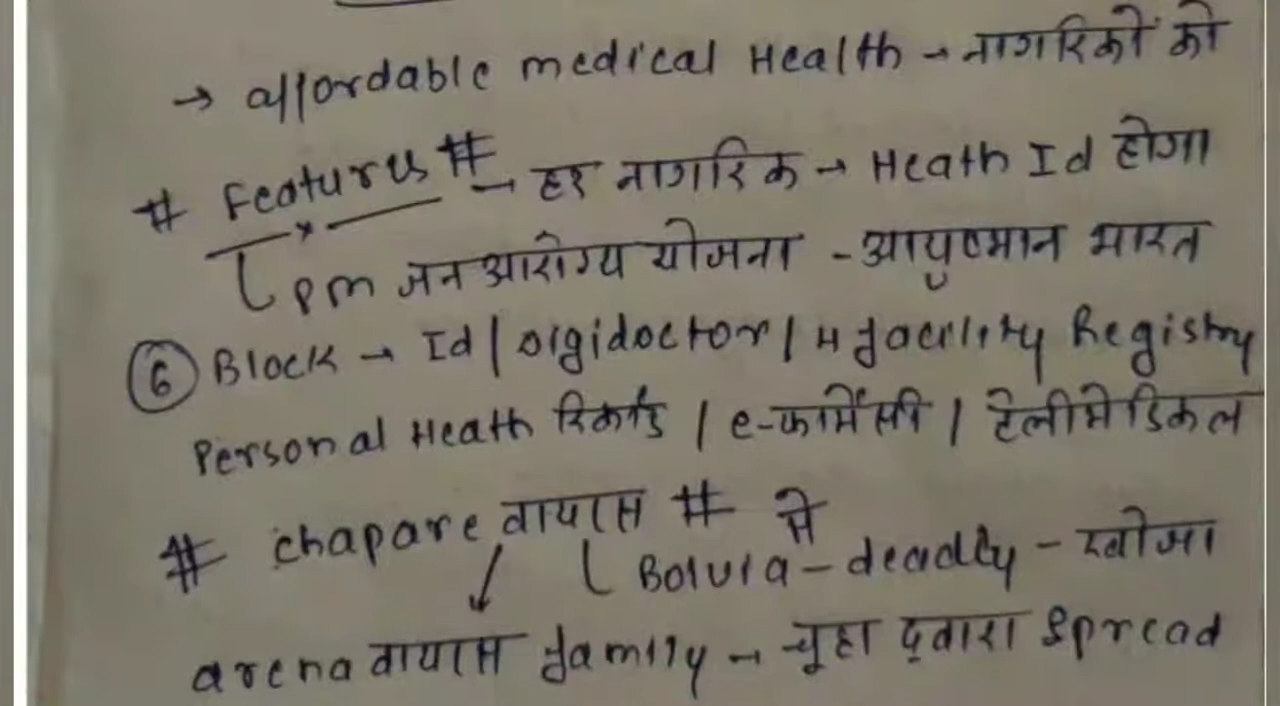 → affordable medical Health → नागरिकों को
# Features # → हर नागरिक → Heath Id होगा
pm जन आरोग्य योजना - आयुष्मान भारत
⑥ Block → Id | Digidoctor | H facility Registry
Personal Heath रिकार्ड | e-फार्मेसी | टेलीमेडिकल
# chapare वायरस # में
Bolvia - deadly - खोजा
arena वायरस family → चूहा द्वारा spread